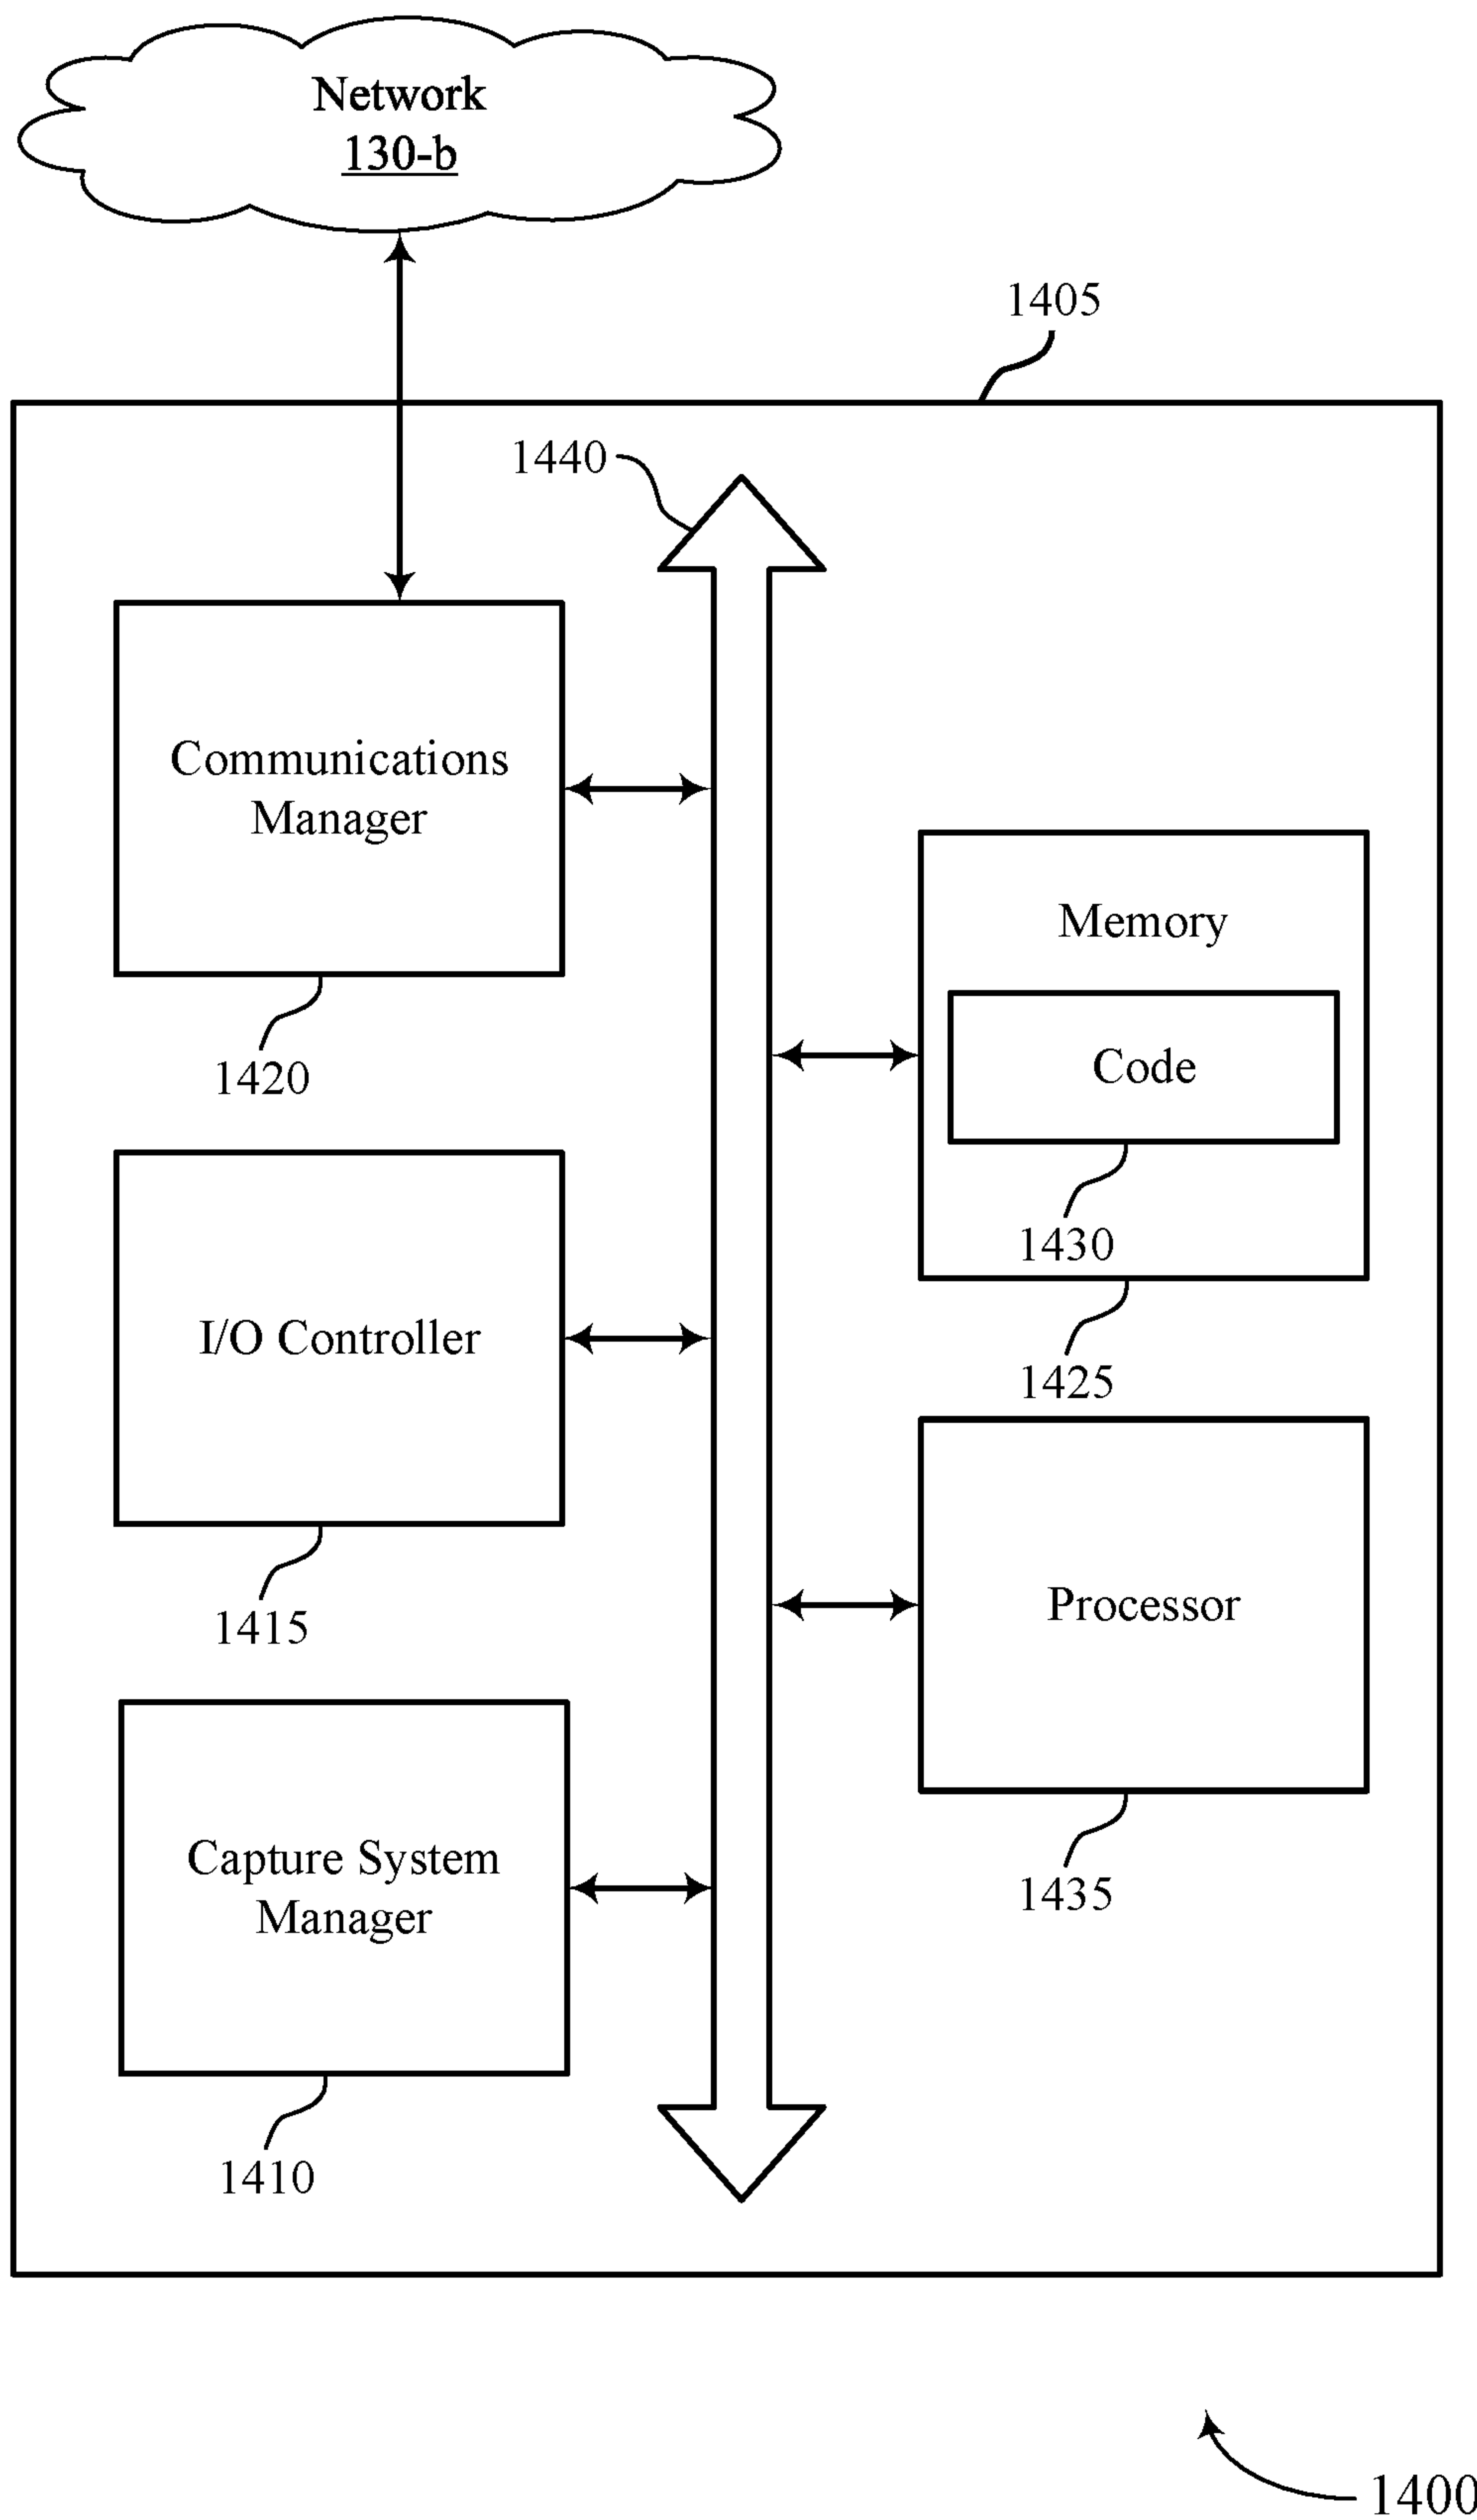 Network
130-b
1405
1440
Communications
Manager
1420
Memory
Code
1430
1425
I/O Controller
1415
Processor
1435
Capture System
Manager
1410
1400